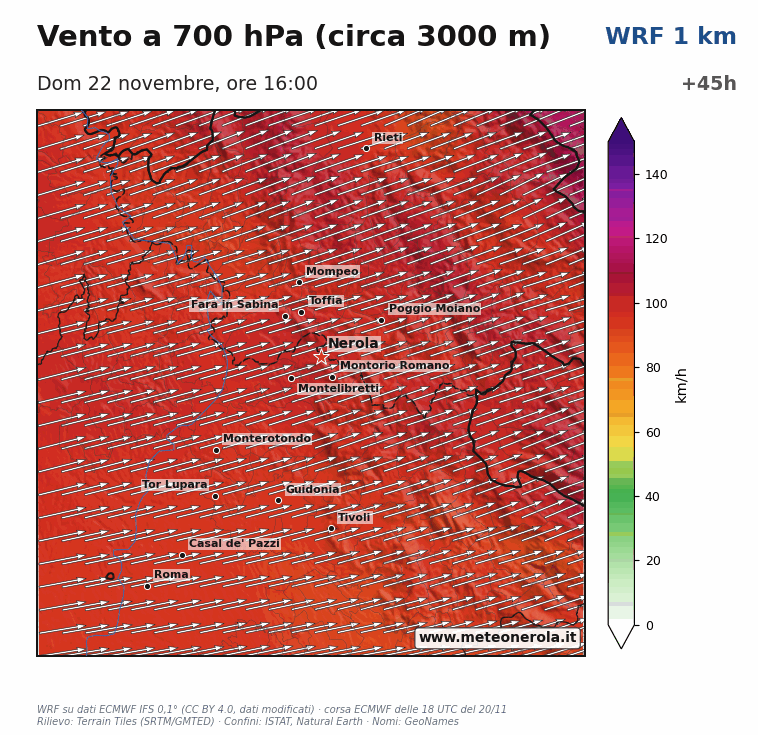 Vento a 700 hPa (circa 3000 m)
WRF 1 km
Dom 22 novembre, ore 16:00
+45h
Rieti
Mompeo
Fara in Sabina
Toffia
Poggio Moiano
Nerola
Montorio Romano
Montelibretti
Monterotondo
Tor Lupara
Guidonia
Tivoli
Casal de' Pazzi
Roma
www.meteonerola.it
140
120
100
80
60
40
20
0
km/h
WRF su dati ECMWF IFS 0,1° (CC BY 4.0, dati modificati) · corsa ECMWF delle 18 UTC del 20/11
Rilievo: Terrain Tiles (SRTM/GMTED) · Confini: ISTAT, Natural Earth · Nomi: GeoNames